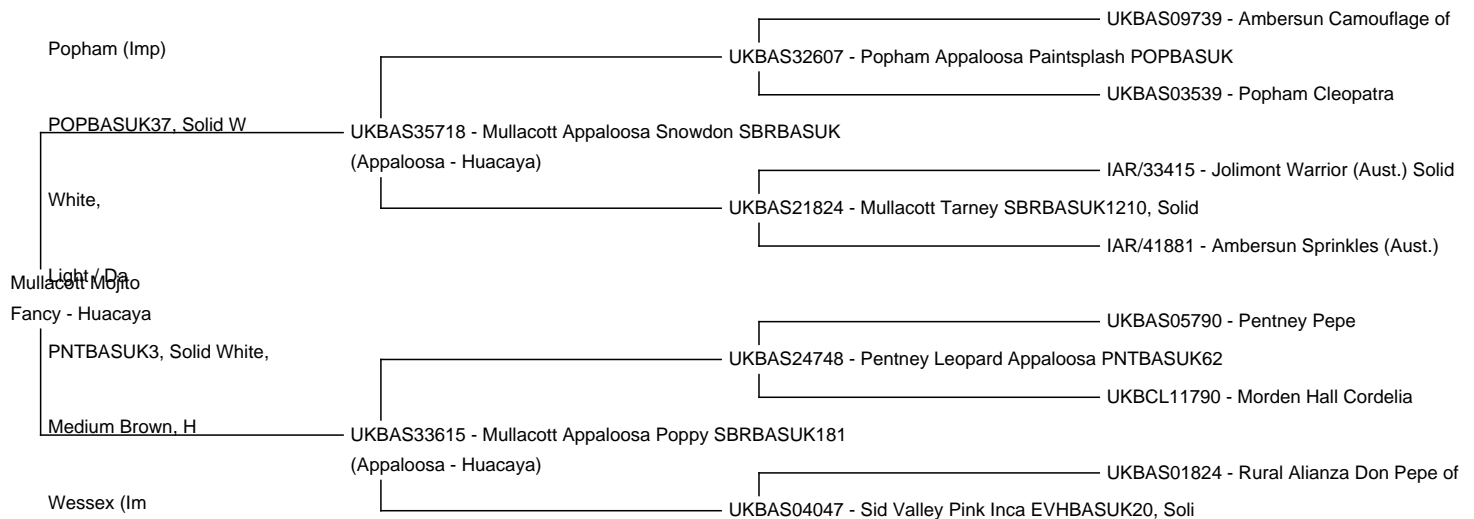 UKBAS09739 - Ambersun Camouflage of
Popham (Imp)
UKBAS32607 - Popham Appaloosa Paintsplash POPBASUK
UKBAS03539 - Popham Cleopatra
POPBASUK37, Solid W
UKBAS35718 - Mullacott Appaloosa Snowdon SBRBASUK
(Appaloosa - Huacaya)
IAR/33415 - Jolimont Warrior (Aust.) Solid
White,
UKBAS21824 - Mullacott Tarney SBRBASUK1210, Solid
IAR/41881 - Ambersun Sprinkles (Aust.)
Light / Da
Mullacott Mojito
Fancy - Huacaya
UKBAS05790 - Pentney Pepe
PNTBASUK3, Solid White,
UKBAS24748 - Pentney Leopard Appaloosa PNTBASUK62
UKBCL11790 - Morden Hall Cordelia
Medium Brown, H
UKBAS33615 - Mullacott Appaloosa Poppy SBRBASUK181
(Appaloosa - Huacaya)
UKBAS01824 - Rural Alianza Don Pepe of
Wessex (Im
UKBAS04047 - Sid Valley Pink Inca EVHBASUK20, Soli